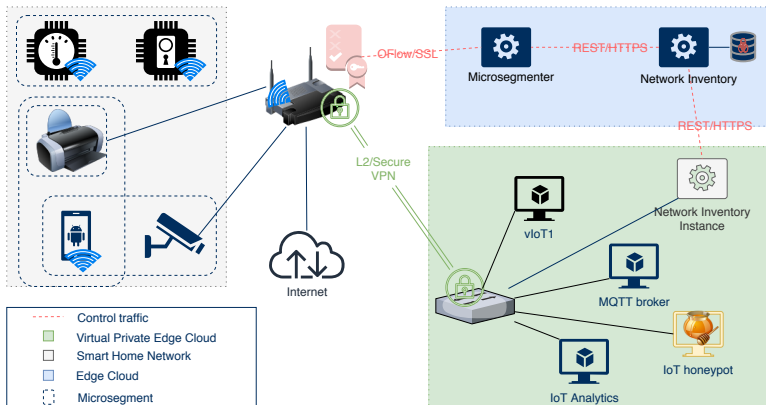 OFlow/SSL
REST/HTTPS
Microsegmenter
Network Inventory
REST/HTTPS
L2/Secure
VPN
vIoT1
Network Inventory
Instance
MQTT broker
Internet
IoT honeypot
IoT Analytics
Control traffic
Virtual Private Edge Cloud
Smart Home Network
Edge Cloud
Microsegment